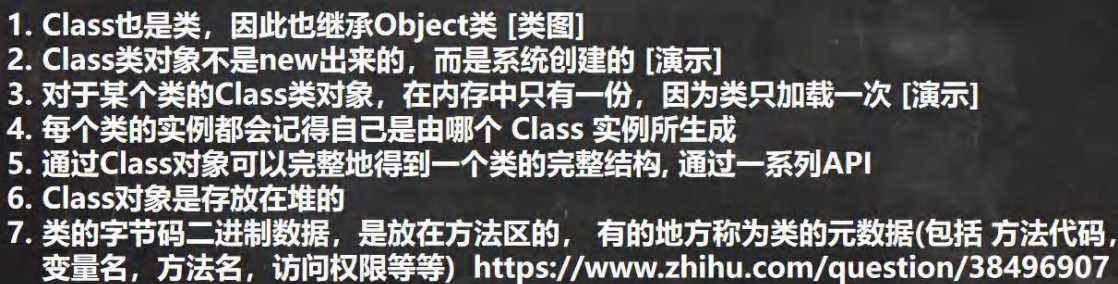 1. Class也是类，因此也继承Object类 [类图]
2. Class类对象不是new出来的，而是系统创建的 [演示]
3. 对于某个类的Class类对象，在内存中只有一份，因为类只加载一次 [演示]
4. 每个类的实例都会记得自己是由哪个 Class 实例所生成
5. 通过Class对象可以完整地得到一个类的完整结构, 通过一系列API
6. Class对象是存放在堆的
7. 类的字节码二进制数据，是放在方法区的， 有的地方称为类的元数据(包括 方法代码，
变量名，方法名，访问权限等等) https://www.zhihu.com/question/38496907